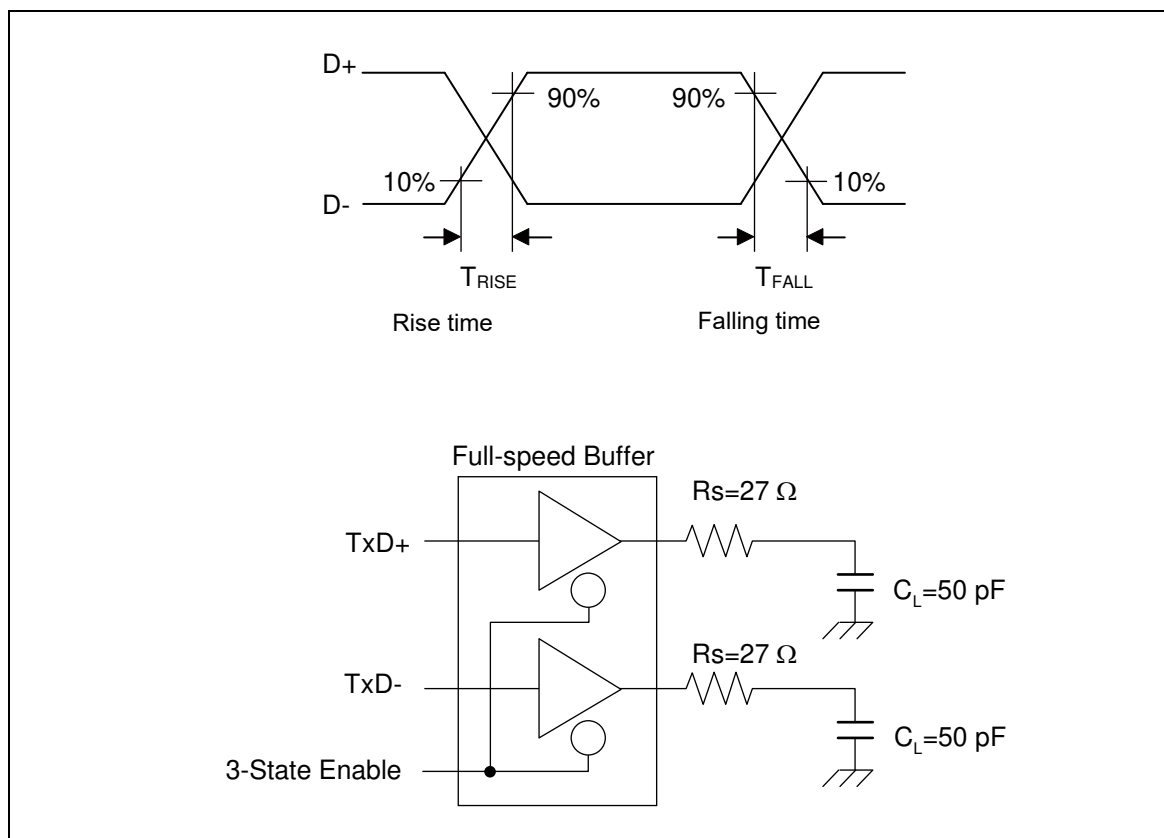 D+
90%
90%
10%
10%
D-
TRISE
TFALL
Rise time
Falling time
Full-speed Buffer
Rs=27 Ω
TxD+
CL=50 pF
Rs=27 Ω
TxD-
CL=50 pF
3-State Enable